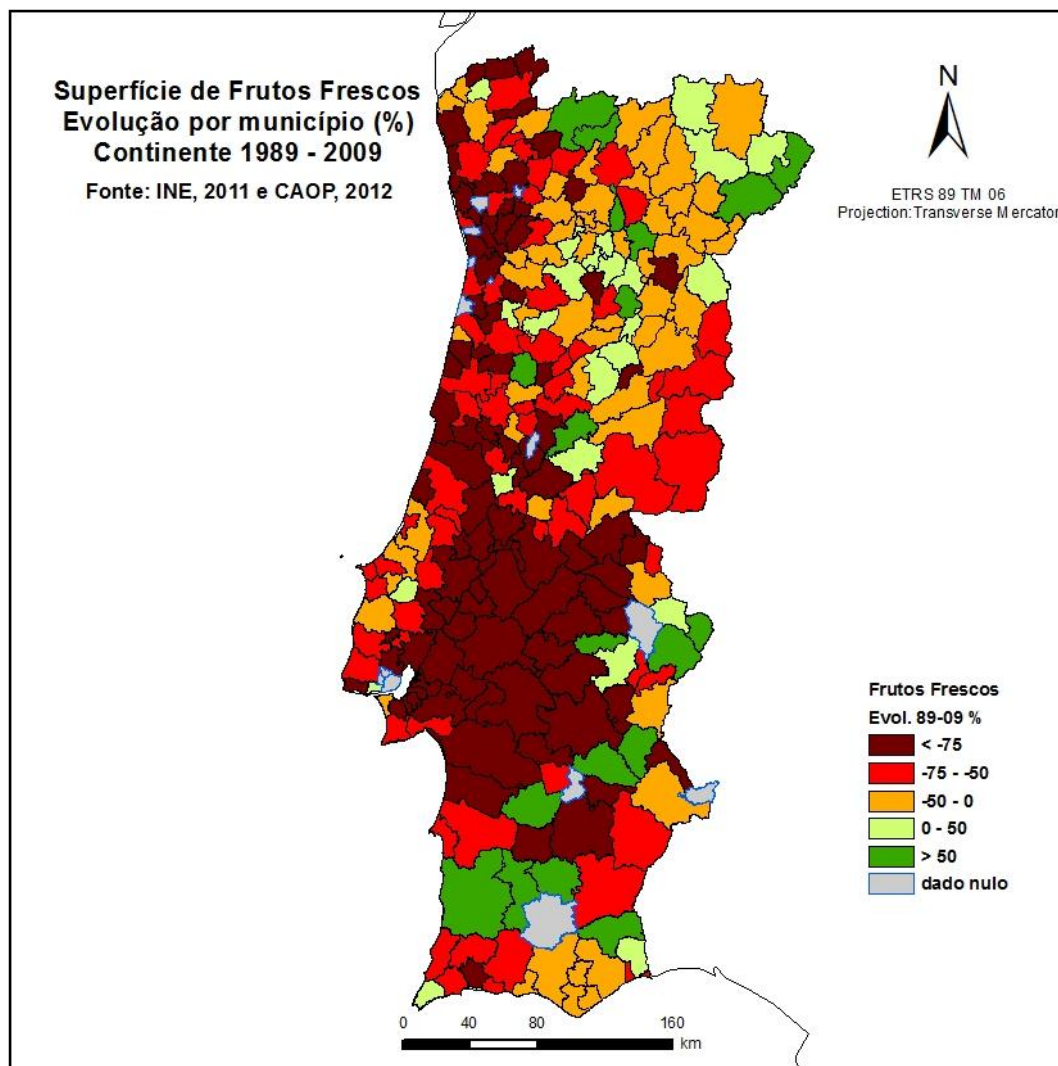 Superfície de Frutos Frescos
Evolução por município (%)
Continente 1989 - 2009
Fonte: INE, 2011 e CAOP, 2012
N
ETRS 89 TM 06
Projection: Transverse Mercator
Frutos Frescos
Evol. 89-09 %
< -75
-75 - -50
-50 - 0
0 - 50
> 50
dado nulo
0 40 80 160
km